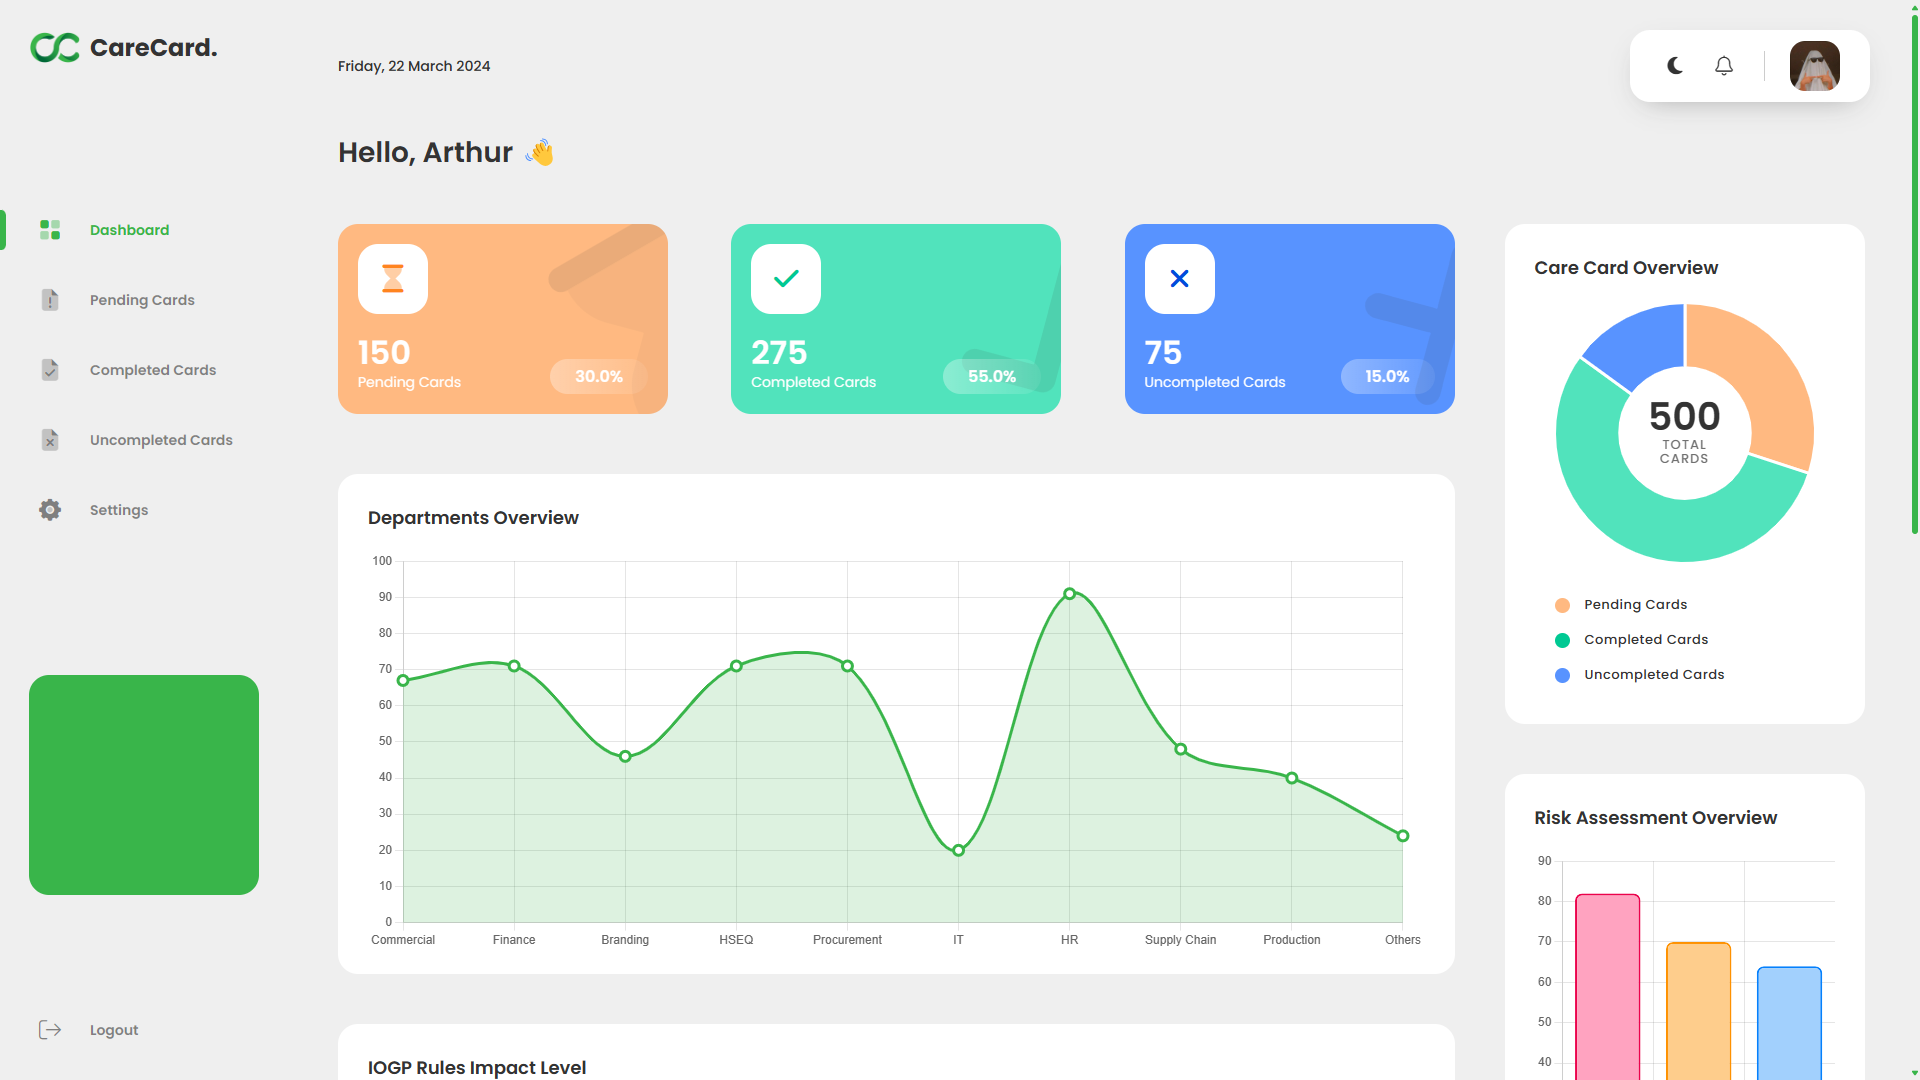 CareCard.
Friday, 22 March 2024
Hello, Arthur
Dashboard
Pending Cards
Completed Cards
Uncompleted Cards
Settings
Logout
150
Pending Cards
30.0%
275
Completed Cards
55.0%
75
Uncompleted Cards
15.0%
Departments Overview
100
90
80
70
60
50
40
30
20
10
0
Commercial
Finance
Branding
HSEQ
Procurement
IT
HR
Supply Chain
Production
Others
IOGP Rules Impact Level
Care Card Overview
500
TOTAL
CARDS
Pending Cards
Completed Cards
Uncompleted Cards
Risk Assessment Overview
90
80
70
60
50
40